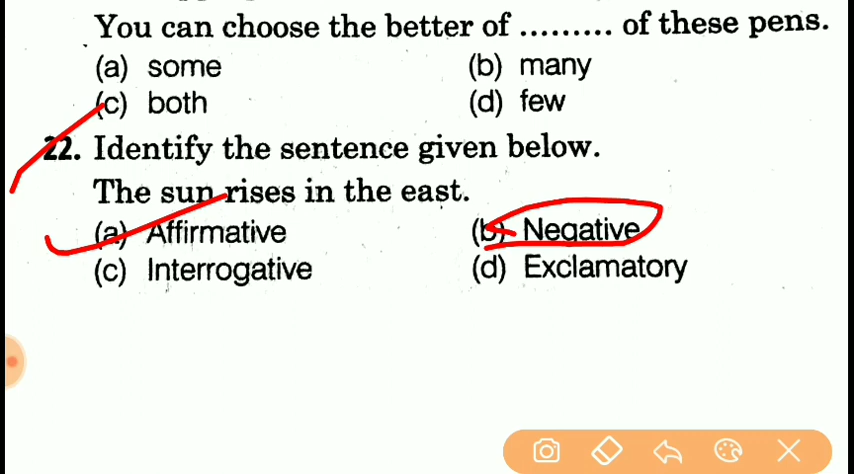 You can choose the better of ......... of these pens.
(a) some (b) many
(c) both (d) few
22. Identify the sentence given below.
The sun rises in the east.
(a) Affirmative (b) Negative
(c) Interrogative (d) Exclamatory